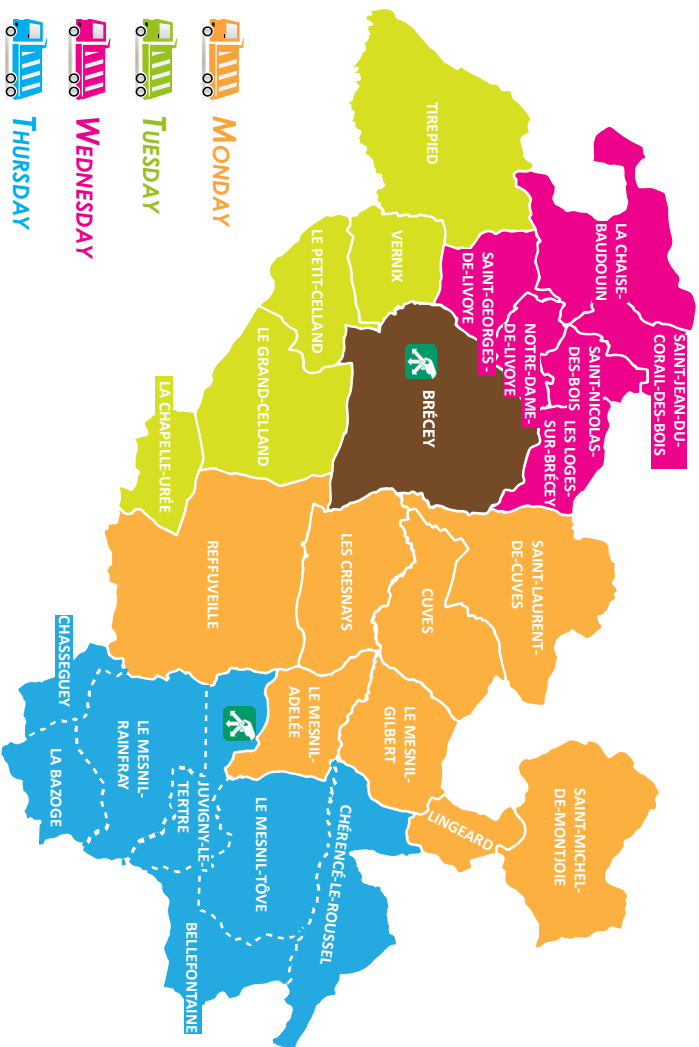 MONDAY
TUESDAY
WEDNESDAY
THURSDAY
SAINT-JEAN-DU-
CORAIL-DES-BOIS
LA CHAISE-
BAUDOUIN
SAINT-NICOLAS-
DES-BOIS
LES LOGES-
SUR-BRÉCEY
NOTRE-DAME-
DE-LIVOYE
SAINT-GEORGES-
DE-LIVOYE
TIREPIED
VERNIX
LE PETIT-CELLAND
LE GRAND-CELLAND
LA CHAPELLE-URÉE
BRÉCEY
SAINT-LAURENT-
DE-CUVES
CUVES
LES CRESNAYS
REFFUVEILLE
SAINT-MICHEL-
DE-MONTJOIE
LINGEARD
LE MESNIL-
GILBERT
LE MESNIL-
ADELÉE
CHÉRENCÉ-LE-ROUSSEL
LE MESNIL-TÔVE
JUVIGNY-LE-
TERTRE
BELLEFONTAINE
LE MESNIL-
RAINFRAY
CHASSEGUEY
LA BAZOGE